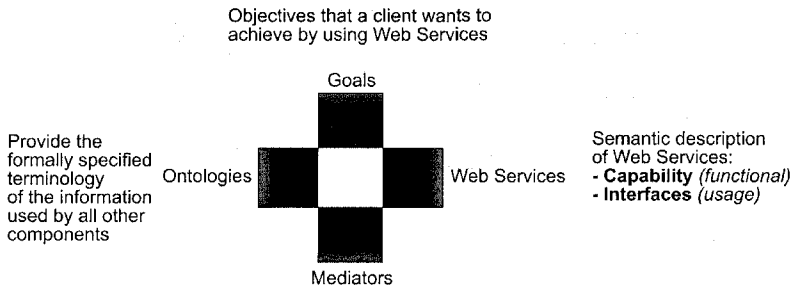 Objectives that a client wants to
achieve by using Web Services
Goals
Provide the
formally specified
terminology
of the information
used by all other
components
Ontologies
Web Services
Semantic description
of Web Services:
- Capability (functional)
- Interfaces (usage)
Mediators